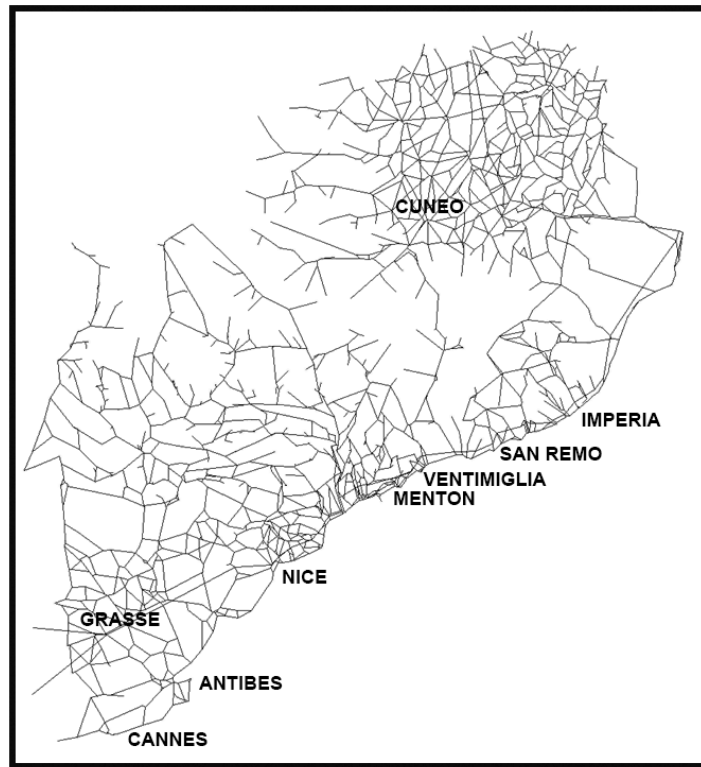 CUNEO
IMPERIA
SAN REMO
VENTIMIGLIA
MENTON
NICE
GRASSE
ANTIBES
CANNES